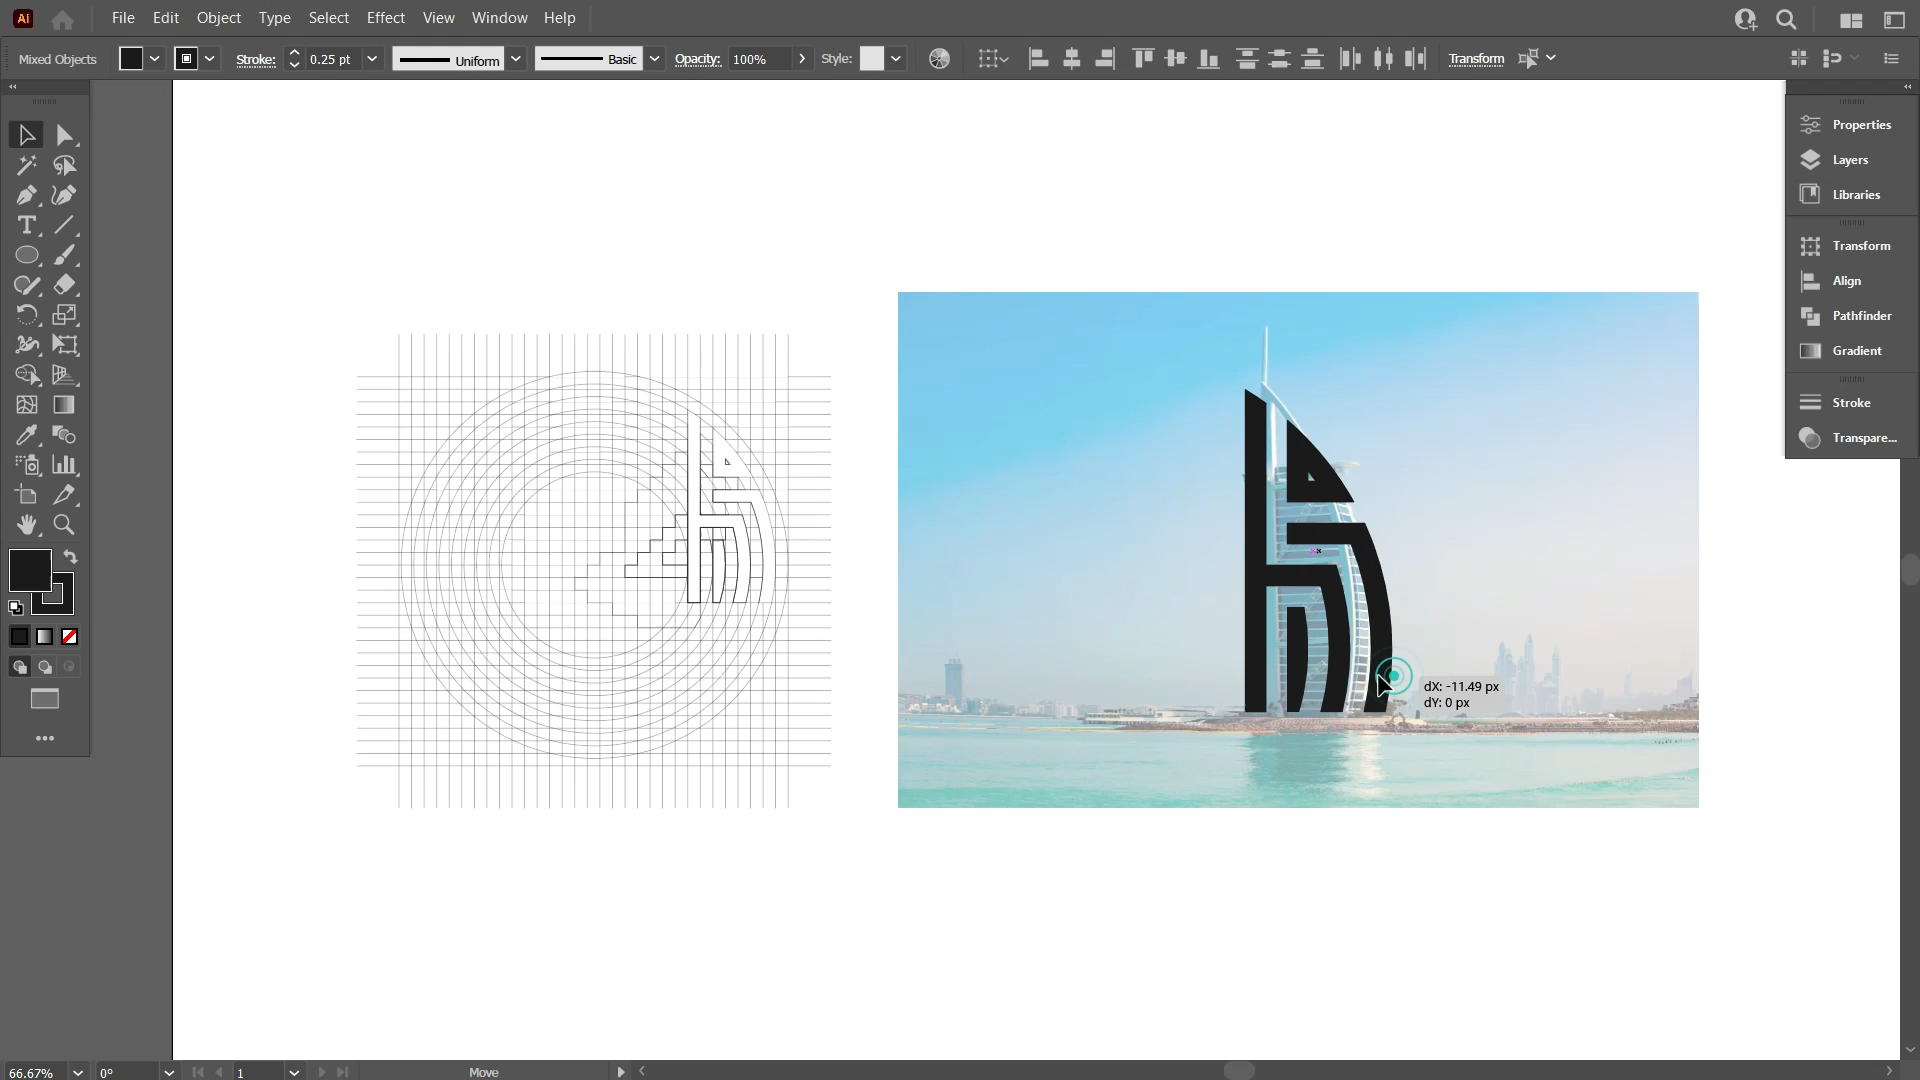 Ai File Edit Object Type Select Effect View Window Help
Mixed Objects Stroke: 0.25 pt Uniform Basic Opacity: 100% Style: Transform
Properties
Layers
Libraries
Transform
Align
Pathfinder
Gradient
Stroke
Transpare...
dX: -11.49 px
dY: 0 px
66.67% 0° 1 Move